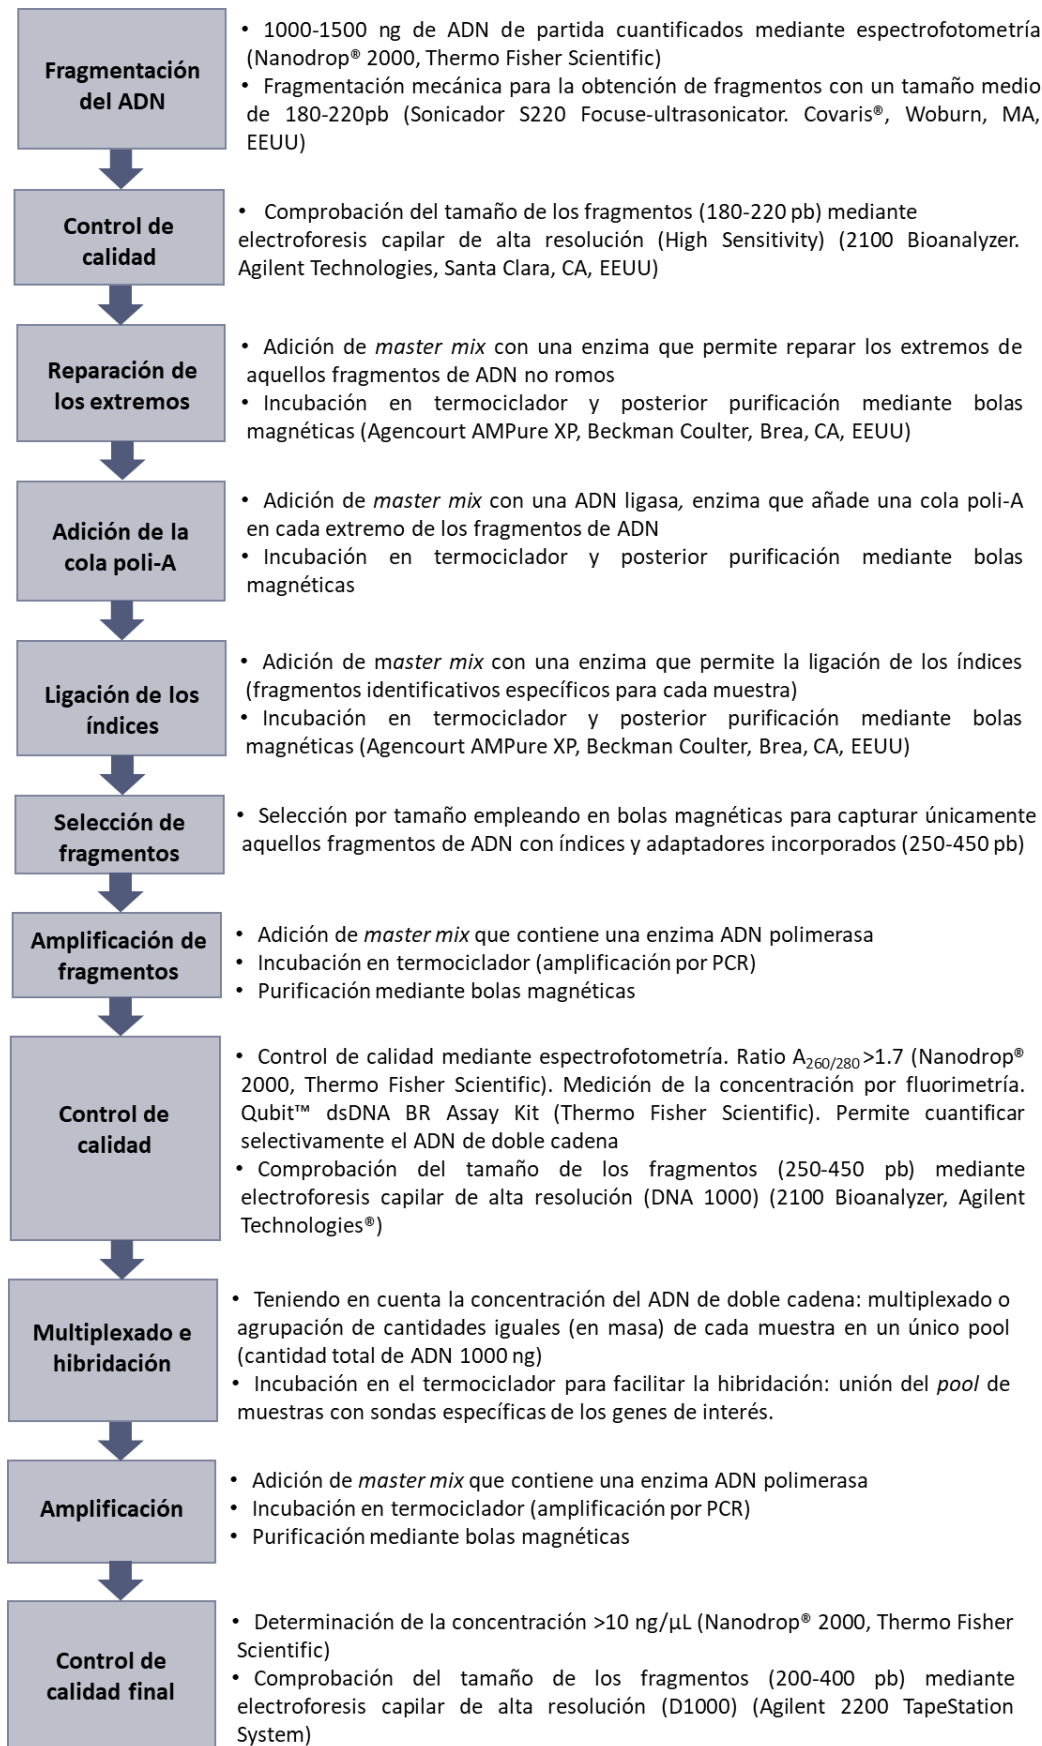 Fragmentación
del ADN
• 1000-1500 ng de ADN de partida cuantificados mediante espectrofotometría
(Nanodrop® 2000, Thermo Fisher Scientific)
• Fragmentación mecánica para la obtención de fragmentos con un tamaño medio
de 180-220pb (Sonicador S220 Focuse-ultrasonicator. Covaris®, Woburn, MA,
EEUU)
Control de
calidad
• Comprobación del tamaño de los fragmentos (180-220 pb) mediante
electroforesis capilar de alta resolución (High Sensitivity) (2100 Bioanalyzer.
Agilent Technologies, Santa Clara, CA, EEUU)
Reparación de
los extremos
• Adición de master mix con una enzima que permite reparar los extremos de
aquellos fragmentos de ADN no romos
• Incubación en termociclador y posterior purificación mediante bolas
magnéticas (Agencourt AMPure XP, Beckman Coulter, Brea, CA, EEUU)
Adición de la
cola poli-A
• Adición de master mix con una ADN ligasa, enzima que añade una cola poli-A
en cada extremo de los fragmentos de ADN
• Incubación en termociclador y posterior purificación mediante bolas
magnéticas
Ligación de los
índices
• Adición de master mix con una enzima que permite la ligación de los índices
(fragmentos identificativos específicos para cada muestra)
• Incubación en termociclador y posterior purificación mediante bolas
magnéticas (Agencourt AMPure XP, Beckman Coulter, Brea, CA, EEUU)
Selección de
fragmentos
• Selección por tamaño empleando en bolas magnéticas para capturar únicamente
aquellos fragmentos de ADN con índices y adaptadores incorporados (250-450 pb)
Amplificación de
fragmentos
• Adición de master mix que contiene una enzima ADN polimerasa
• Incubación en termociclador (amplificación por PCR)
• Purificación mediante bolas magnéticas
Control de
calidad
• Control de calidad mediante espectrofotometría. Ratio A260/280 >1.7 (Nanodrop®
2000, Thermo Fisher Scientific). Medición de la concentración por fluorimetría.
Qubit™ dsDNA BR Assay Kit (Thermo Fisher Scientific). Permite cuantificar
selectivamente el ADN de doble cadena
• Comprobación del tamaño de los fragmentos (250-450 pb) mediante
electroforesis capilar de alta resolución (DNA 1000) (2100 Bioanalyzer, Agilent
Technologies®)
Multiplexado e
hibridación
• Teniendo en cuenta la concentración del ADN de doble cadena: multiplexado o
agrupación de cantidades iguales (en masa) de cada muestra en un único pool
(cantidad total de ADN 1000 ng)
• Incubación en el termociclador para facilitar la hibridación: unión del pool de
muestras con sondas específicas de los genes de interés.
Amplificación
• Adición de master mix que contiene una enzima ADN polimerasa
• Incubación en termociclador (amplificación por PCR)
• Purificación mediante bolas magnéticas
Control de
calidad final
• Determinación de la concentración >10 ng/µL (Nanodrop® 2000, Thermo Fisher
Scientific)
• Comprobación del tamaño de los fragmentos (200-400 pb) mediante
electroforesis capilar de alta resolución (D1000) (Agilent 2200 TapeStation
System)